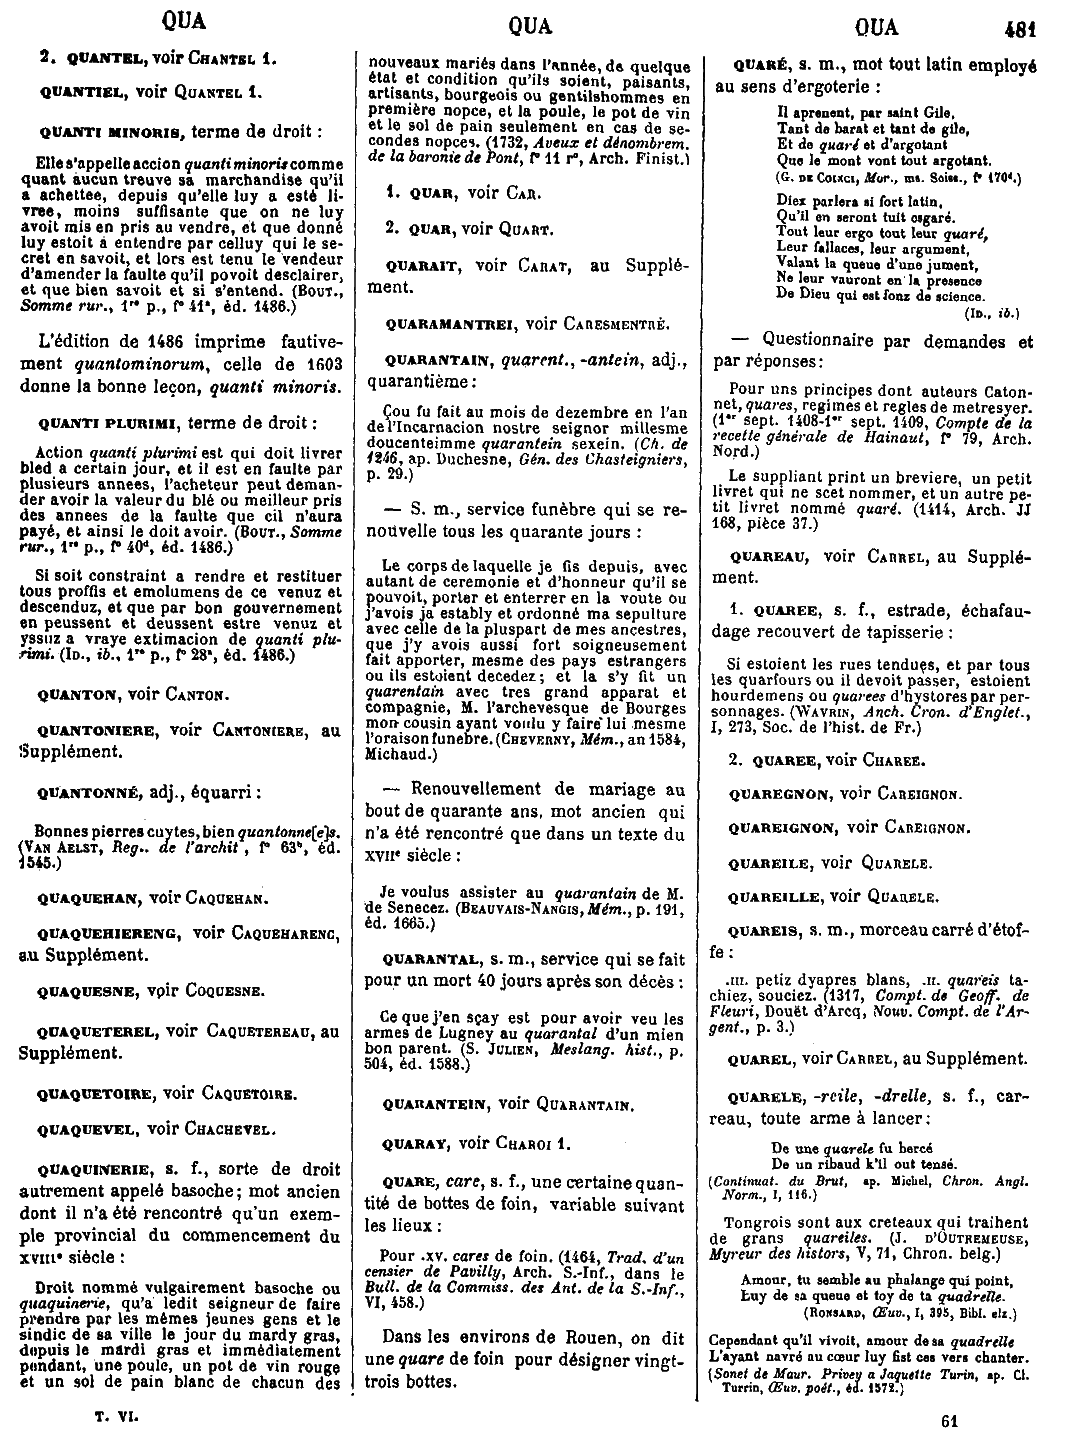 QUA
QUA
QUA 481
2. QUANTEL, voir CHANTEL 1.
QUANTIEL, voir QUANTEL 1.
QUANTI MINORIS, terme de droit :
Elle s'appelle accion quanti minoris comme
quant aucun treuve sa marchandise qu'il
a achettee, depuis qu'elle luy a esté li-
vree, moins suffisante que on ne luy
avoit mis en pris au vendre, et que donné
luy estoit a entendre par celluy qui le se-
cret en savoit, et lors est tenu le vendeur
d'amender la faulte qu'il povoit desclairer,
et que bien savoit et si s'entend. (BOUT.,
Somme rur., 1re p., f° 41a, éd. 1486.)
L'édition de 1486 imprime fautive-
ment quantominorum, celle de 1603
donne la bonne leçon, quanti minoris.
QUANTI PLURIMI, terme de droit :
Action quanti plurimi est qui doit livrer
bled a certain jour, et il est en faulte par
plusieurs annees, l'acheteur peut deman-
der avoir la valeur du blé ou meilleur pris
des annees de la faulte que cil n'aura
payé, et ainsi le doit avoir. (BOUT., Somme
rur., 1re p., f° 40d, éd. 1486.)
Si soit constraint a rendre et restituer
tous proffis et emolumens de ce venuz et
descenduz, et que par bon gouvernement
en peussent et deussent estre venuz et
yssuz a vraye extimacion de quanti plu-
rimi. (ID., ib., 1re p., f° 28a, éd. 1486.)
QUANTON, voir CANTON.
QUANTONIERE, voir CANTONIERE, au
Supplément.
QUANTONNÉ, adj., équarri :
Bonnes pierres cuytes, bien quantonne[e]s.
(VAN AELST, Reg.. de l'archit, f° 63b, éd.
1545.)
QUAQUEHAN, voir CAQUEHAN.
QUAQUEHIERENG, voir CAQUEHARENG,
au Supplément.
QUAQUESNE, voir COQUESNE.
QUAQUETEREL, voir CAQUETEREAU, au
Supplément.
QUAQUETOIRE, voir CAQUETOIRE.
QUAQUEVEL, voir CHACHEVEL.
QUAQUINERIE, s. f., sorte de droit
autrement appelé basoche; mot ancien
dont il n'a été rencontré qu'un exem-
ple provincial du commencement du
XVIIIe siècle :
Droit nommé vulgairement basoche ou
quaquinerie, qu'a ledit seigneur de faire
prendre par les mêmes jeunes gens et le
sindic de sa ville le jour du mardy gras,
depuis le mardi gras et immédiatement
pendant, une poule, un pot de vin rouge
et un sol de pain blanc de chacun des
T. VI.
nouveaux mariés dans l'année, de quelque
état et condition qu'ils soient, paisants,
artisants, bourgeois ou gentilshommes en
première nopce, et la poule, le pot de vin
et le sol de pain seulement en cas de se-
condes nopces. (1732, Aveux et dénombrem.
de la baronie de Pont, f° 11 r°, Arch. Finist.)
1. QUAR, voir CAR.
2. QUAR, voir QUART.
QUARAIT, voir CARAT, au Supplé-
ment.
QUARAMANTREI, voir CARESMENTRÉ.
QUARANTAIN, quarent., -antein, adj.,
quarantième :
Çou fu fait au mois de dezembre en l'an
de l'Incarnacion nostre seignor millesme
doucenteimme quarantein sexein. (Ch. de
1246, ap. Duchesne, Gén. des Chasteigniers,
p. 29.)
— S. m., service funèbre qui se re-
nouvelle tous les quarante jours :
Le corps de laquelle je fis depuis, avec
autant de ceremonie et d'honneur qu'il se
pouvoit, porter et enterrer en la voute ou
j'avois ja estably et ordonné ma sepulture
avec celle de la pluspart de mes ancestres,
que j'y avois aussi fort soigneusement
fait apporter, mesme des pays estrangers
ou ils estoient decedez; et la s'y fit un
quarentain avec tres grand apparat et
compagnie, M. l'archevesque de Bourges
mon cousin ayant voulu y faire lui mesme
l'oraison funebre. (CHEVERNY, Mém., an 1584,
Michaud.)
— Renouvellement de mariage au
bout de quarante ans, mot ancien qui
n'a été rencontré que dans un texte du
XVIIe siècle :
Je voulus assister au quarantain de M.
de Senecez. (BEAUVAIS-NANGIS, Mém., p. 191,
éd. 1665.)
QUARANTAL, s. m., service qui se fait
pour un mort 40 jours après son décès :
Ce que j'en sçay est pour avoir veu les
armes de Lugney au quarantal d'un mien
bon parent. (S. JULIEN, Meslang. hist., p.
504, éd. 1588.)
QUARANTEIN, voir QUARANTAIN.
QUARAY, voir CHAROI 1.
QUARE, care, s. f., une certaine quan-
tité de bottes de foin, variable suivant
les lieux :
Pour .XV. cares de foin. (1464, Trad. d'un
censier de Pavilly, Arch. S.-Inf., dans le
Bull. de la Commiss. des Ant. de la S.-Inf.,
VI, 458.)
Dans les environs de Rouen, on dit
une quare de foin pour désigner vingt-
trois bottes.
QUARÉ, s. m., mot tout latin employé
au sens d'ergoterie :
Il aprenent, par saint Gile,
Tant de barat et tant de gile,
Et de quaré et d'argotant
Que le mont vont tout argotant.
(G. DE COINCI, Mor., ms. Soiss., f° 170d.)
Diex parlera si fort latin,
Qu'il en seront tuit esgaré.
Tout leur ergo tout leur quaré,
Leur fallaces, leur argument,
Valant la queue d'une jument,
Ne leur vauront en la presence
De Dieu qui est fonz de science.
(ID., ib.)
— Questionnaire par demandes et
par réponses :
Pour uns principes dont auteurs Caton-
net, quares, regimes et regles de metresyer.
(1er sept. 1408-1er sept. 1409, Compte de la
recette générale de Hainaut, f° 79, Arch.
Nord.)
Le suppliant print un breviere, un petit
livret qui ne scet nommer, et un autre pe-
tit livret nommé quaré. (1414, Arch. JJ
168, pièce 37.)
QUAREAU, voir CARREL, au Supplé-
ment.
1. QUAREE, s. f., estrade, échafau-
dage recouvert de tapisserie :
Si estoient les rues tendues, et par tous
les quarfours ou il devoit passer, estoient
hourdemens ou quarees d'hystores par per-
sonnages. (WAVRIN, Anch. Cron. d'Englet.,
I, 273, Soc. de l'hist. de Fr.)
2. QUAREE, voir CHAREE.
QUAREGNON, voir CAREIGNON.
QUAREIGNON, voir CAREIGNON.
QUAREILE, voir QUARELE.
QUAREILLE, voir QUARELE.
QUAREIS, s. m., morceau carré d'étof-
fe :
.III. petiz dyapres blans, .II. quareis ta-
chiez, souciez. (1317, Compt. de Geoff. de
Fleuri, Douët d'Arcq, Nouv. Compt. de l'Ar-
gent., p. 3.)
QUAREL, voir CARREL, au Supplément.
QUARELE, -reile, -drelle, s. f., car-
reau, toute arme à lancer :
De une quarele fu hercé
De un ribaud k'il out tensé.
(Continuat. du Brut, ap. Michel, Chron. Angl.
Norm., I, 116.)
Tongrois sont aux creteaux qui traihent
de grans quareiles. (J. D'OUTREMEUSE,
Myreur des histors, V, 71, Chron. belg.)
Amour, tu semble au phalange qui point,
Luy de sa queue et toy de ta quadrelle.
(RONSARD, Œuv., I, 395, Bibl. elz.)
Cependant qu'il vivoit, amour de sa quadrelle
L'ayant navré au cœur luy fist ces vers chanter.
(Sonet de Maur. Privey a Jaquette Turin, ap. Cl.
Turrin, Œuv. poét., éd. 1572.)
61